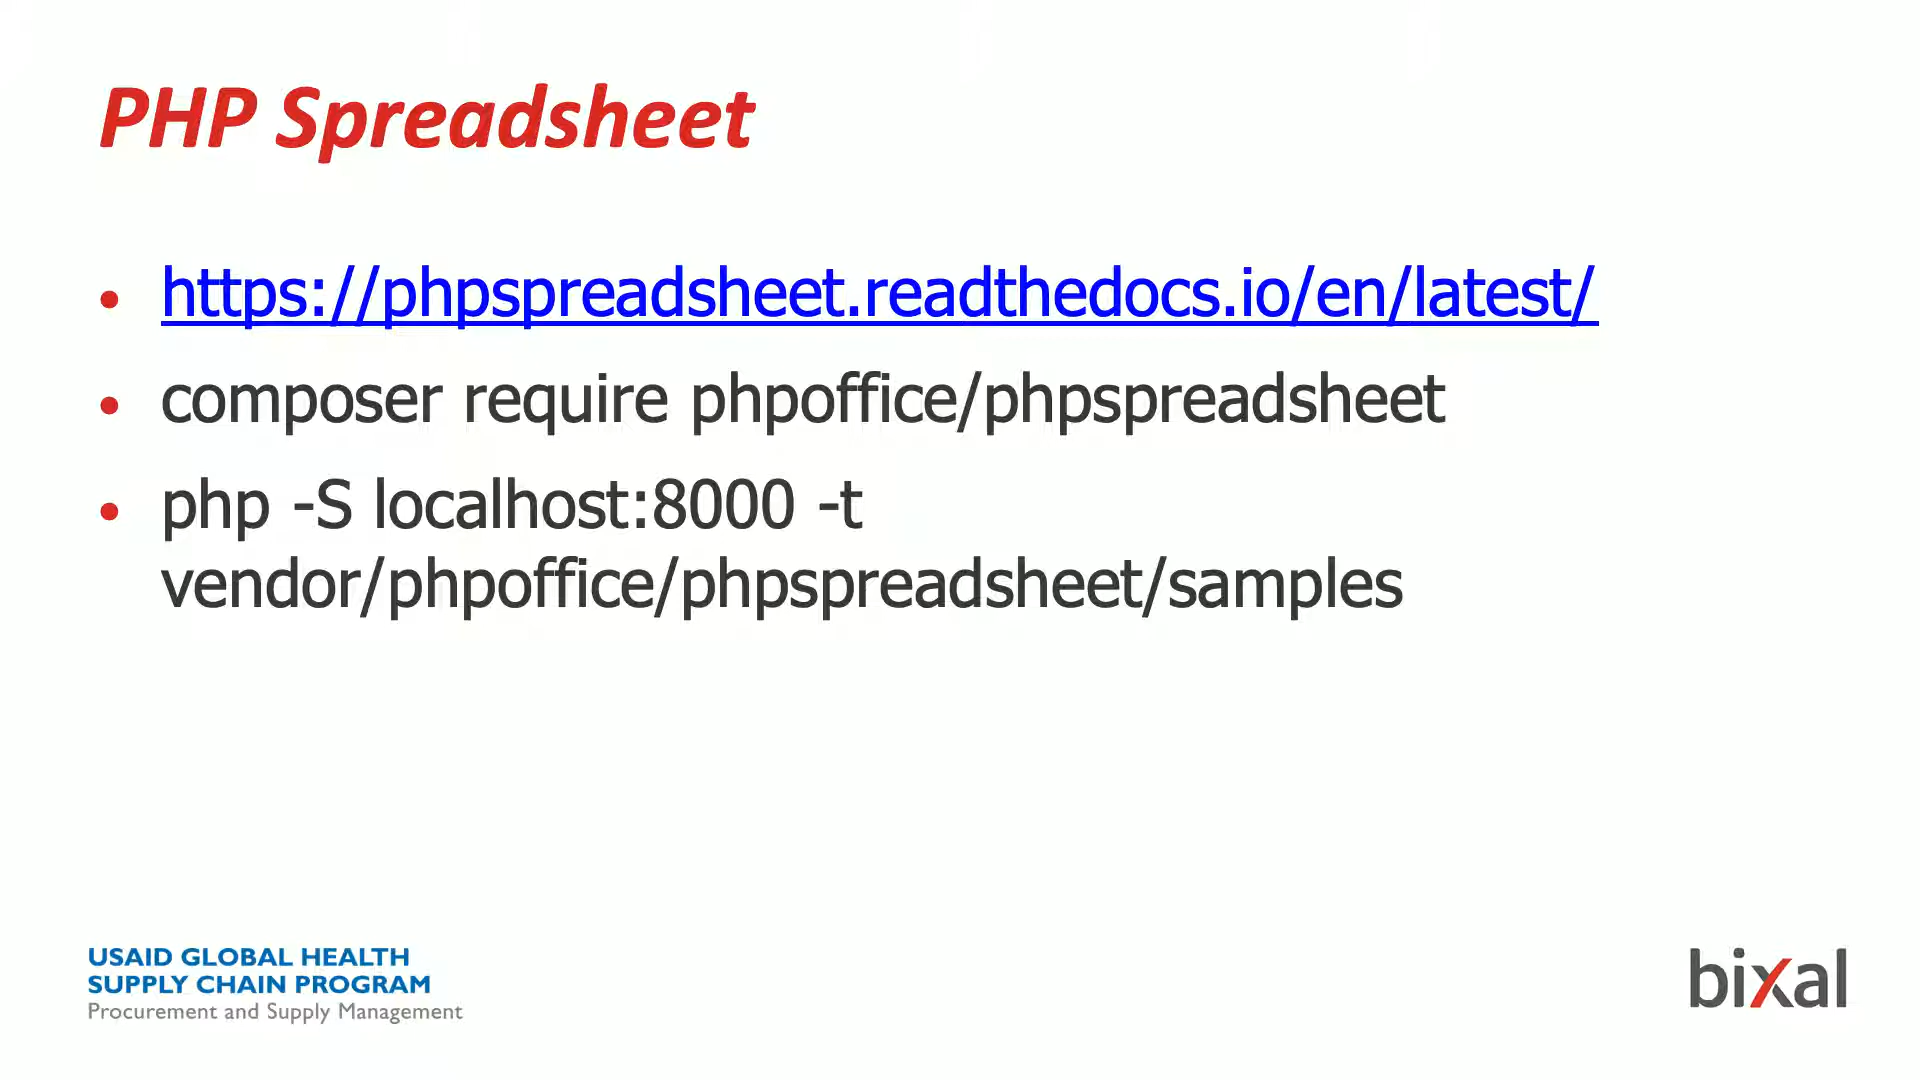 PHP Spreadsheet
• https://phpspreadsheet.readthedocs.io/en/latest/
• composer require phpoffice/phpspreadsheet
• php -S localhost:8000 -t
vendor/phpoffice/phpspreadsheet/samples
USAID GLOBAL HEALTH
SUPPLY CHAIN PROGRAM
Procurement and Supply Management
bixal